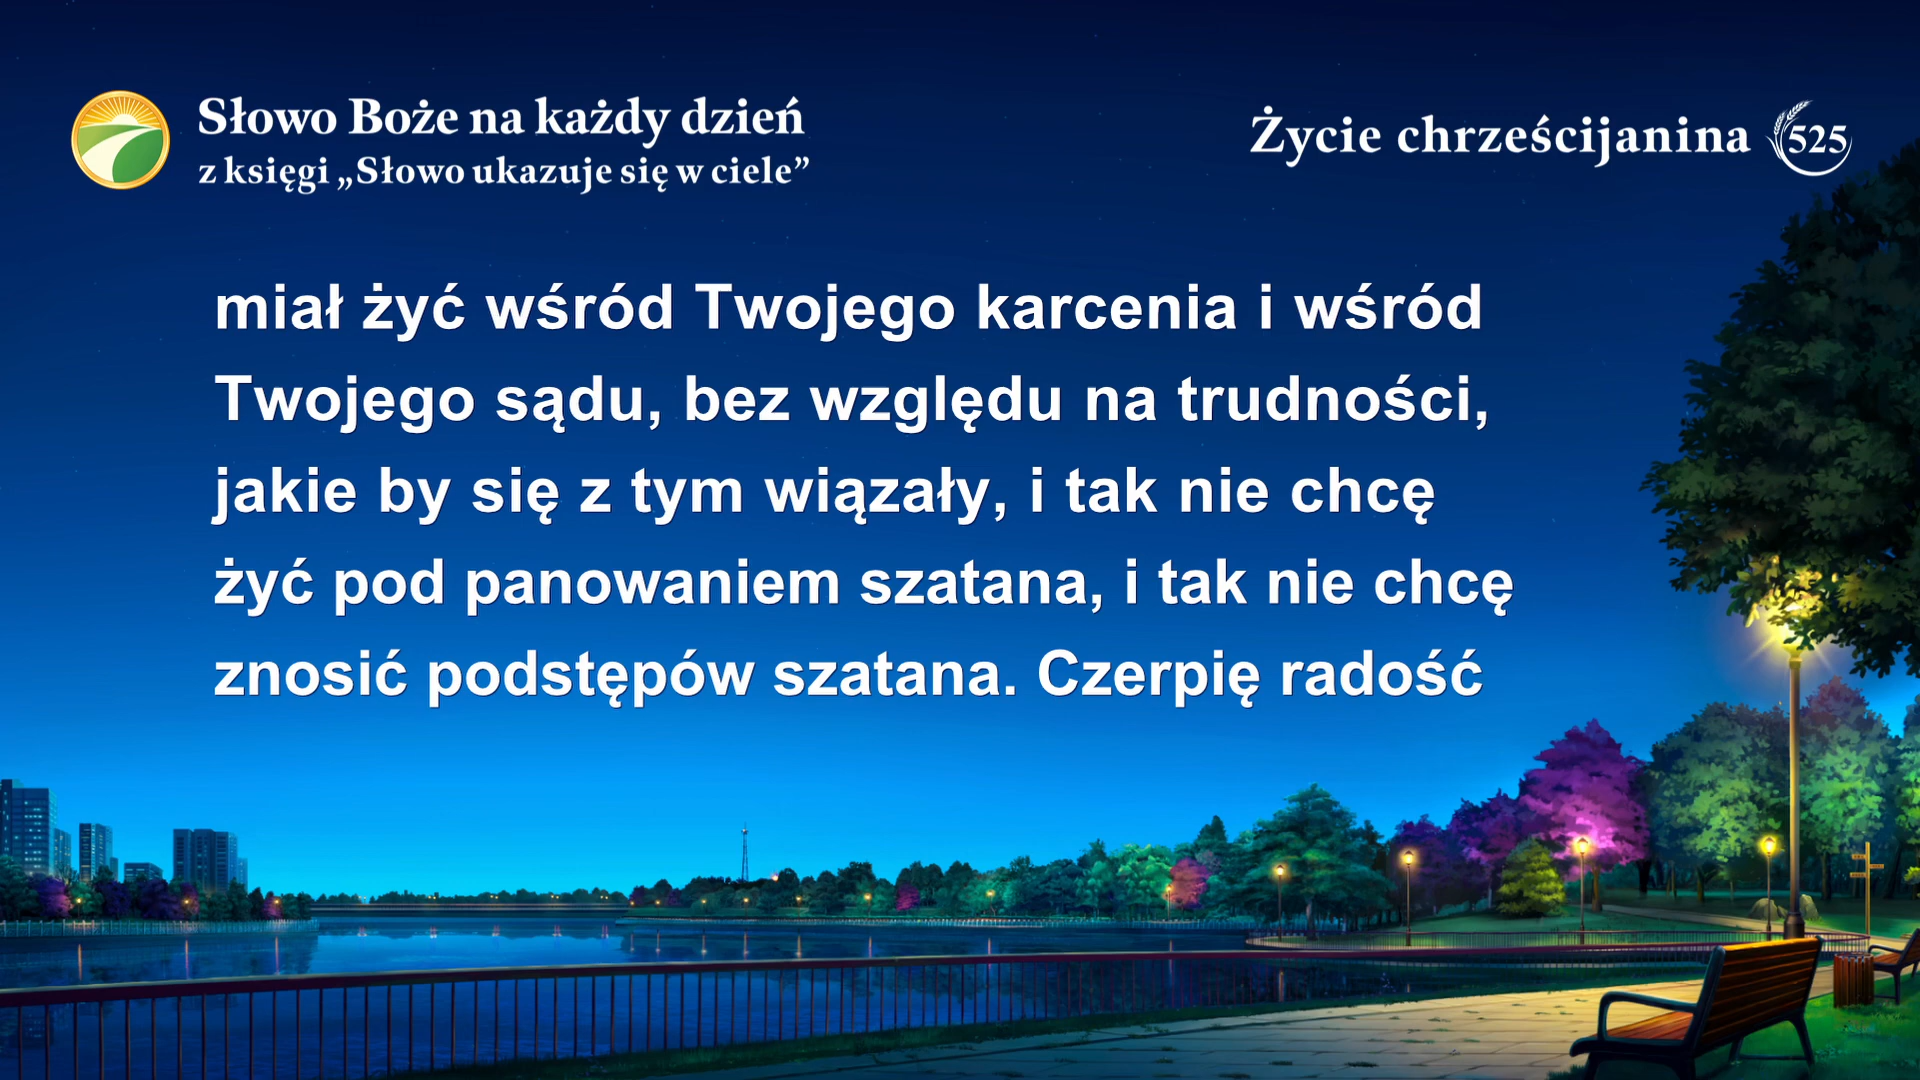 Słowo Boże na każdy dzień
z księgi „Słowo ukazuje się w ciele”
Życie chrześcijanina 525
miał żyć wśród Twojego karcenia i wśród
Twojego sądu, bez względu na trudności,
jakie by się z tym wiązały, i tak nie chcę
żyć pod panowaniem szatana, i tak nie chcę
znosić podstępów szatana. Czerpię radość